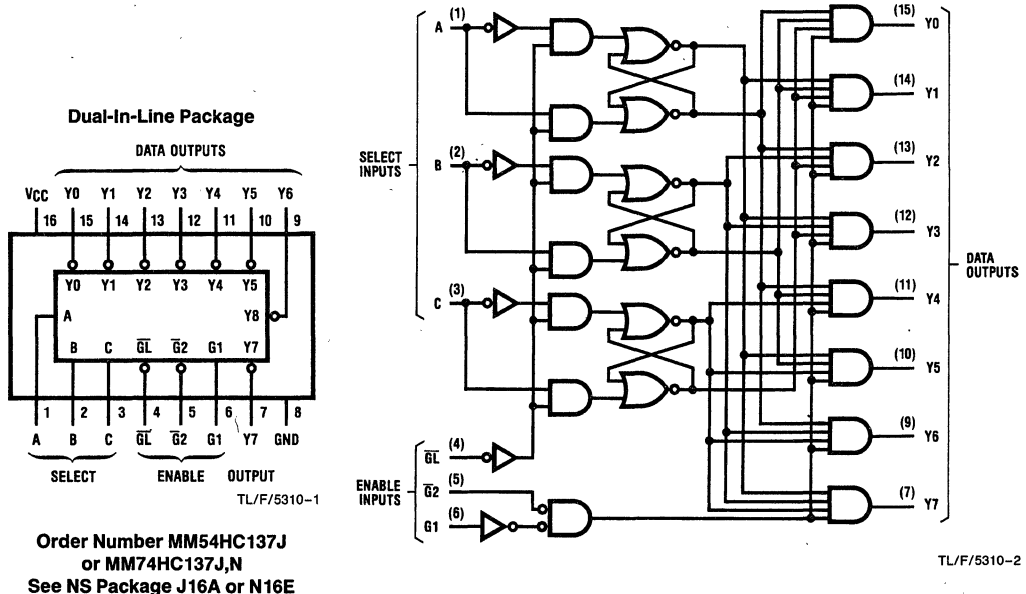 Dual-In-Line Package
DATA OUTPUTS
VCC Y0 Y1 Y2 Y3 Y4 Y5 Y6
16 15 14 13 12 11 10 9
Y0 Y1 Y2 Y3 Y4 Y5
A Y8
B C GL G2 G1 Y7
1 2 3 4 5 6 7 8
A B C GL G2 G1 Y7 GND
SELECT ENABLE OUTPUT
TL/F/5310-1
Order Number MM54HC137J
or MM74HC137J,N
See NS Package J16A or N16E
SELECT
INPUTS
A (1)
B (2)
C (3)
ENABLE
INPUTS
GL (4)
G2 (5)
G1 (6)
(15) Y0
(14) Y1
(13) Y2
(12) Y3
(11) Y4
(10) Y5
(9) Y6
(7) Y7
DATA
OUTPUTS
TL/F/5310-2